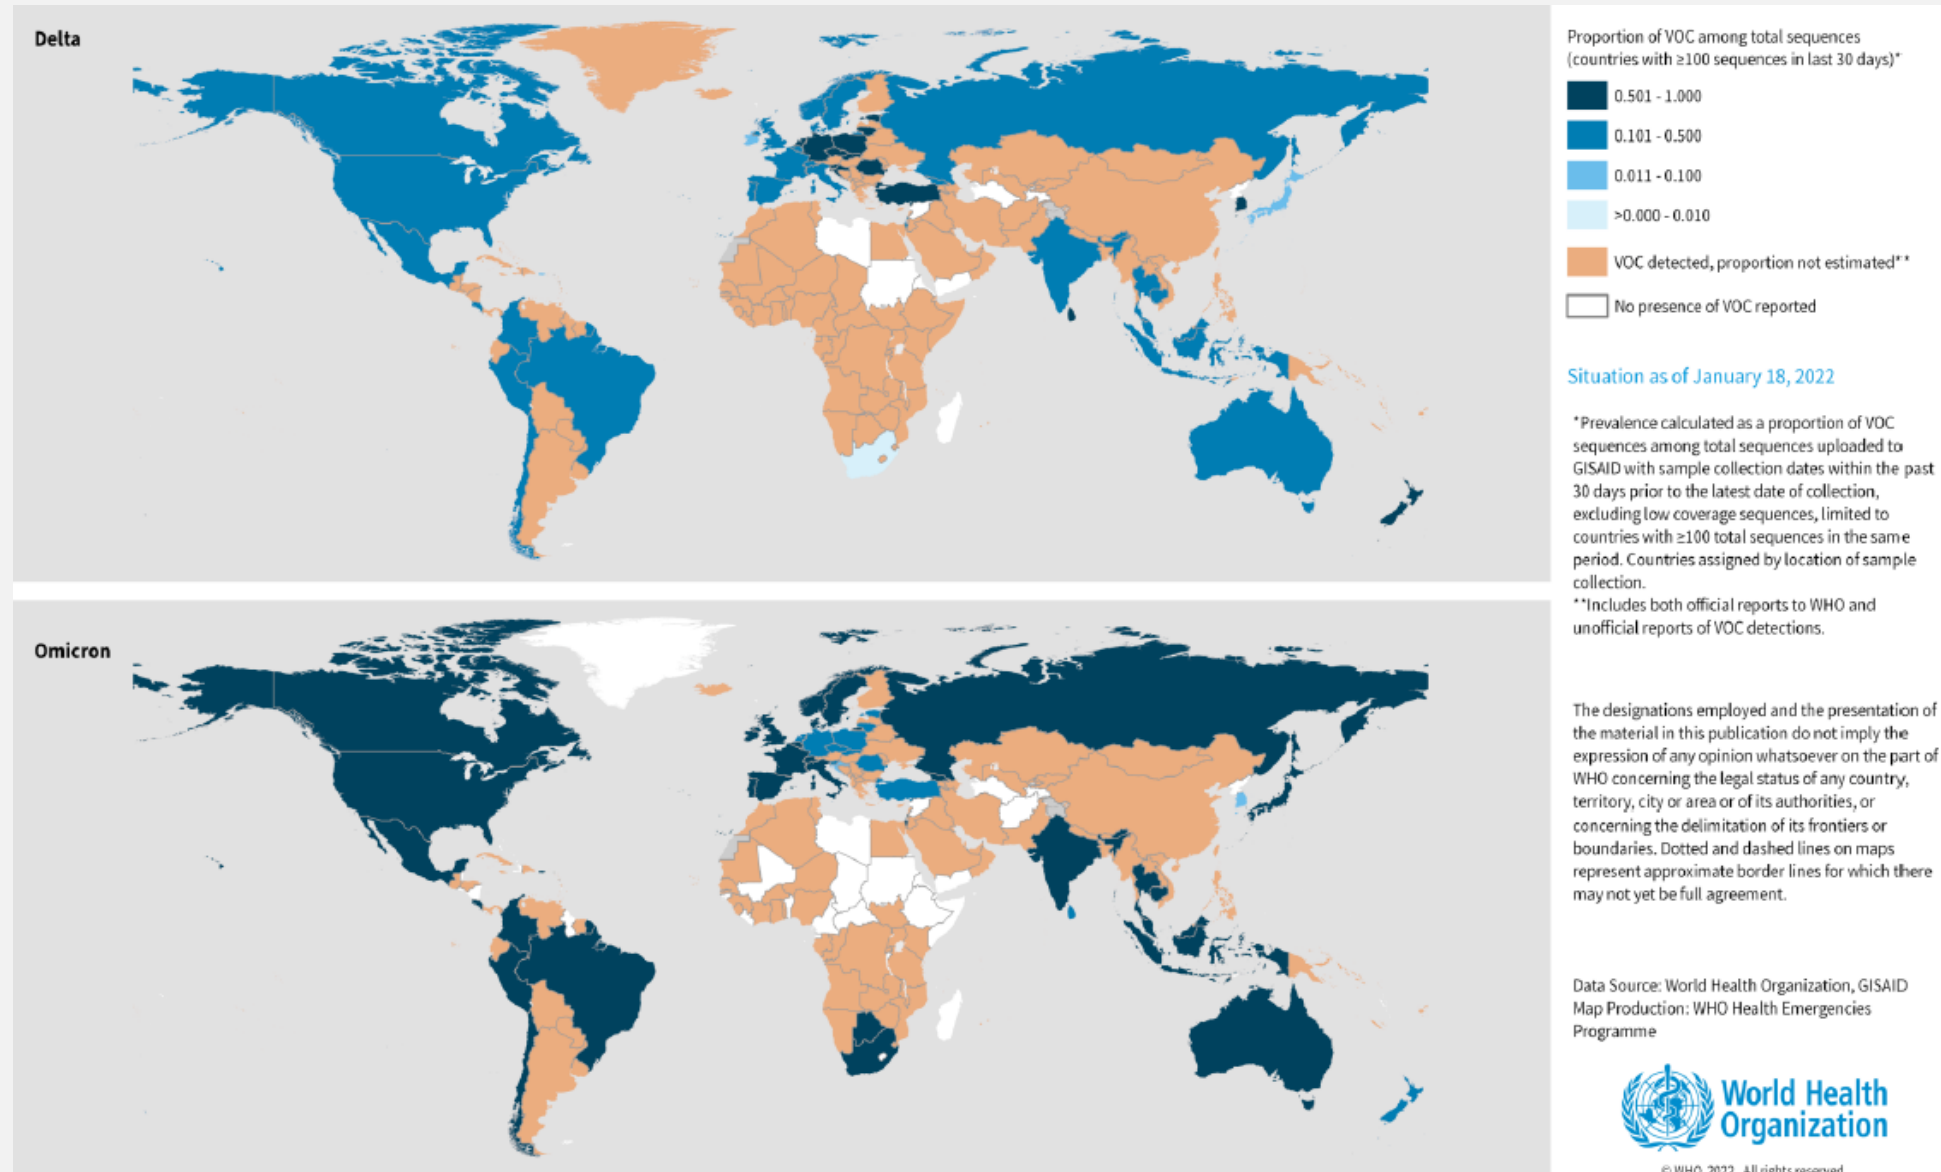 Delta
Proportion of VOC among total sequences
(countries with ≥100 sequences in last 30 days)*
0.501 - 1.000
0.101 - 0.500
0.011 - 0.100
>0.000 - 0.010
VOC detected, proportion not estimated**
No presence of VOC reported
Situation as of January 18, 2022
*Prevalence calculated as a proportion of VOC
sequences among total sequences uploaded to
GISAID with sample collection dates within the past
30 days prior to the latest date of collection,
excluding low coverage sequences, limited to
countries with ≥100 total sequences in the same
period. Countries assigned by location of sample
collection.
**Includes both official reports to WHO and
unofficial reports of VOC detections.
Omicron
The designations employed and the presentation of
the material in this publication do not imply the
expression of any opinion whatsoever on the part of
WHO concerning the legal status of any country,
territory, city or area or of its authorities, or
concerning the delimitation of its frontiers or
boundaries. Dotted and dashed lines on maps
represent approximate border lines for which there
may not yet be full agreement.
Data Source: World Health Organization, GISAID
Map Production: WHO Health Emergencies
Programme
World Health
Organization
© WHO 2022. All rights reserved